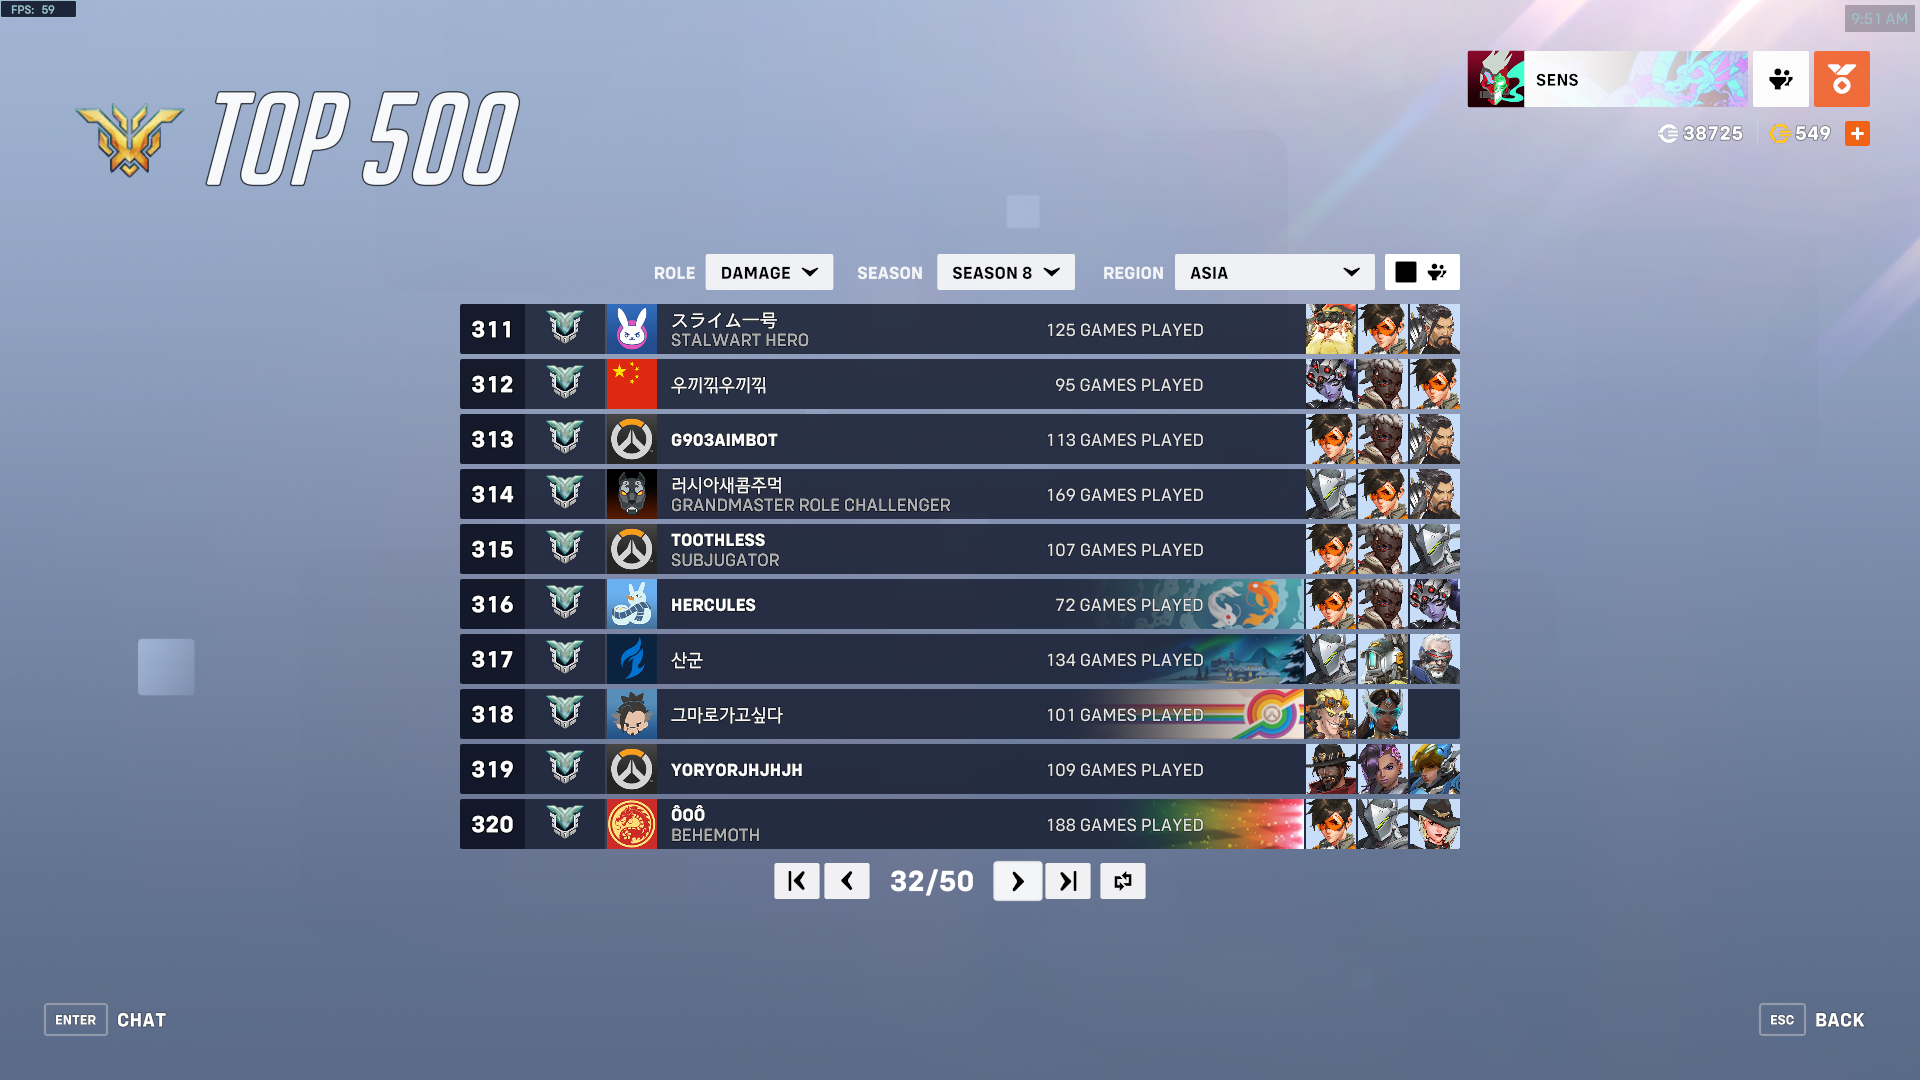 FPS: 59
9:51 AM
TOP 500
SENS
38725
549
ROLE DAMAGE SEASON SEASON 8 REGION ASIA
311 スライム一号 125 GAMES PLAYED
STALWART HERO
312 우끼끾우끼끾 95 GAMES PLAYED
313 G903AIMBOT 113 GAMES PLAYED
314 러시아새콤주먹 169 GAMES PLAYED
GRANDMASTER ROLE CHALLENGER
315 TOOTHLESS 107 GAMES PLAYED
SUBJUGATOR
316 HERCULES 72 GAMES PLAYED
317 산군 134 GAMES PLAYED
318 그마로가고싶다 101 GAMES PLAYED
319 YORYORJHJHJH 109 GAMES PLAYED
320 ÔOÔ 188 GAMES PLAYED
BEHEMOTH
32/50
ENTER CHAT
ESC BACK